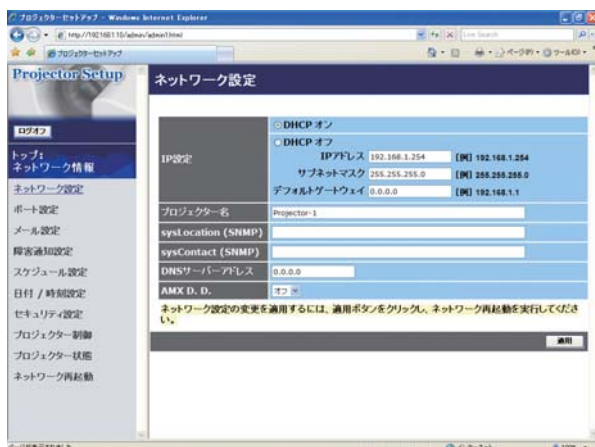 プロジェクターセットアップ - Windows Internet Explorer
Live Search
プロジェクターセットアップ
Projector Setup
ログオフ
トップ:
ネットワーク情報
ネットワーク設定
ポート設定
メール設定
障害通知設定
スケジュール設定
日付 / 時刻設定
セキュリティ設定
プロジェクター制御
プロジェクター状態
ネットワーク再起動
ネットワーク設定
IP設定
DHCP オン
DHCP オフ
IPアドレス 192.168.1.254 [例] 192.168.1.254
サブネットマスク 255.255.255.0 [例] 255.255.255.0
デフォルトゲートウェイ 0.0.0.0 [例] 192.168.1.1
プロジェクター名 Projector-1
sysLocation (SNMP)
sysContact (SNMP)
DNSサーバーアドレス 0.0.0.0
AMX D. D. オフ
ネットワーク設定の変更を適用するには、適用ボタンをクリックし、ネットワーク再起動を実行してくださ
い。
適用